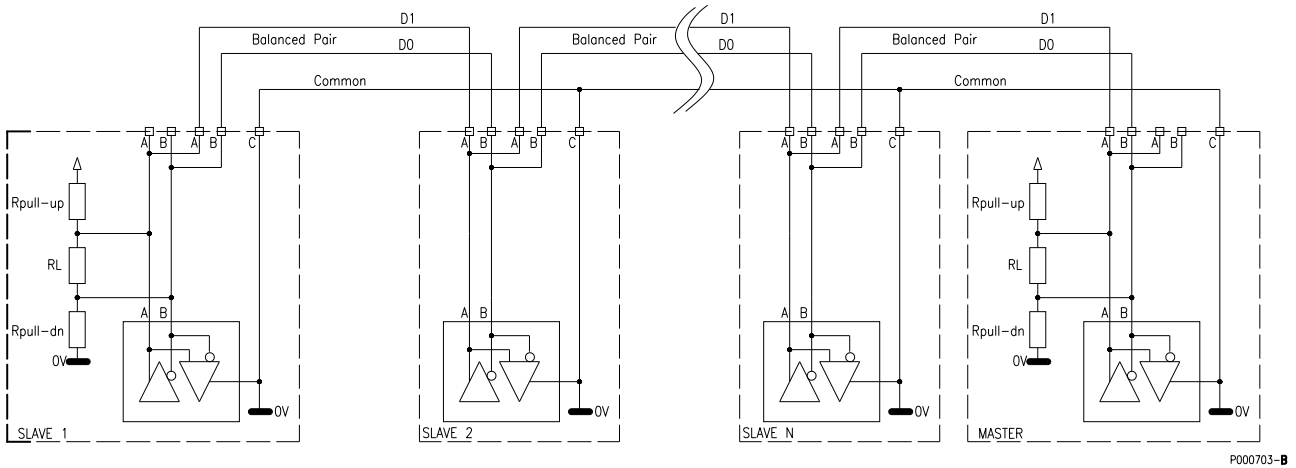 D1 D1 D1
Balanced Pair D0 Balanced Pair D0 Balanced Pair D0
Common Common
A B A B C A B A B C A B A B C A B A B C
Rpull-up Rpull-up
RL RL
A B A B A B A B
Rpull-dn Rpull-dn
0V 0V
0V 0V 0V 0V
SLAVE 1 SLAVE 2 SLAVE N MASTER
P000703-B